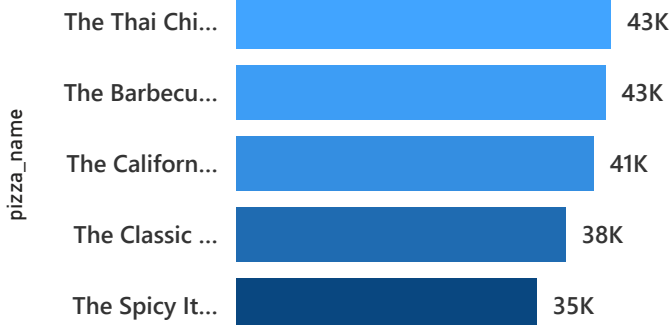 The Thai Chi... 43K
The Barbecu... 43K
pizza_name
The Californ... 41K
The Classic ... 38K
The Spicy It... 35K